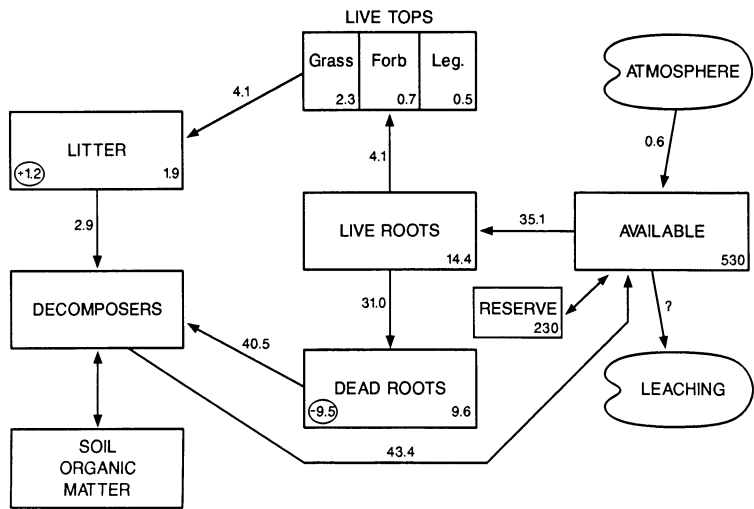 LIVE TOPS
Grass Forb Leg.
2.3 0.7 0.5
ATMOSPHERE
4.1
0.6
LITTER
+1.2 1.9
4.1
2.9
LIVE ROOTS
14.4
35.1
AVAILABLE
530
DECOMPOSERS
31.0
RESERVE
230
?
40.5
DEAD ROOTS
-9.5 9.6
LEACHING
43.4
SOIL
ORGANIC
MATTER